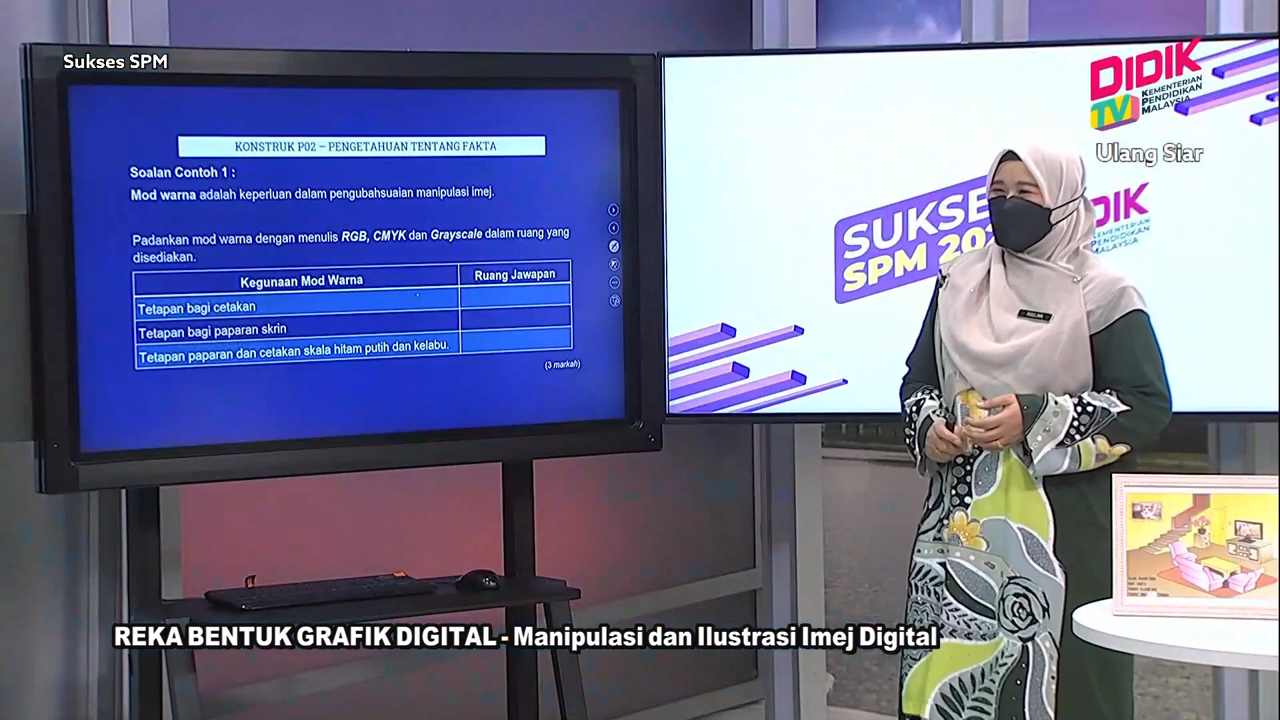 Sukses SPM
KONSTRUK P02 – PENGETAHUAN TENTANG FAKTA
Soalan Contoh 1 :
Mod warna adalah keperluan dalam pengubahsuaian manipulasi imej.
Padankan mod warna dengan menulis RGB, CMYK dan Grayscale dalam ruang yang
disediakan.
Kegunaan Mod Warna
Ruang Jawapan
Tetapan bagi cetakan
Tetapan bagi paparan skrin
Tetapan paparan dan cetakan skala hitam putih dan kelabu.
(3 markah)
DIDIK
TV
KEMENTERIAN
PENDIDIKAN
MALAYSIA
Ulang Siar
SUKSE
SPM 20
DIK
KEMENTERIAN
PENDIDIKAN
MALAYSIA
REKA BENTUK GRAFIK DIGITAL - Manipulasi dan Ilustrasi Imej Digital